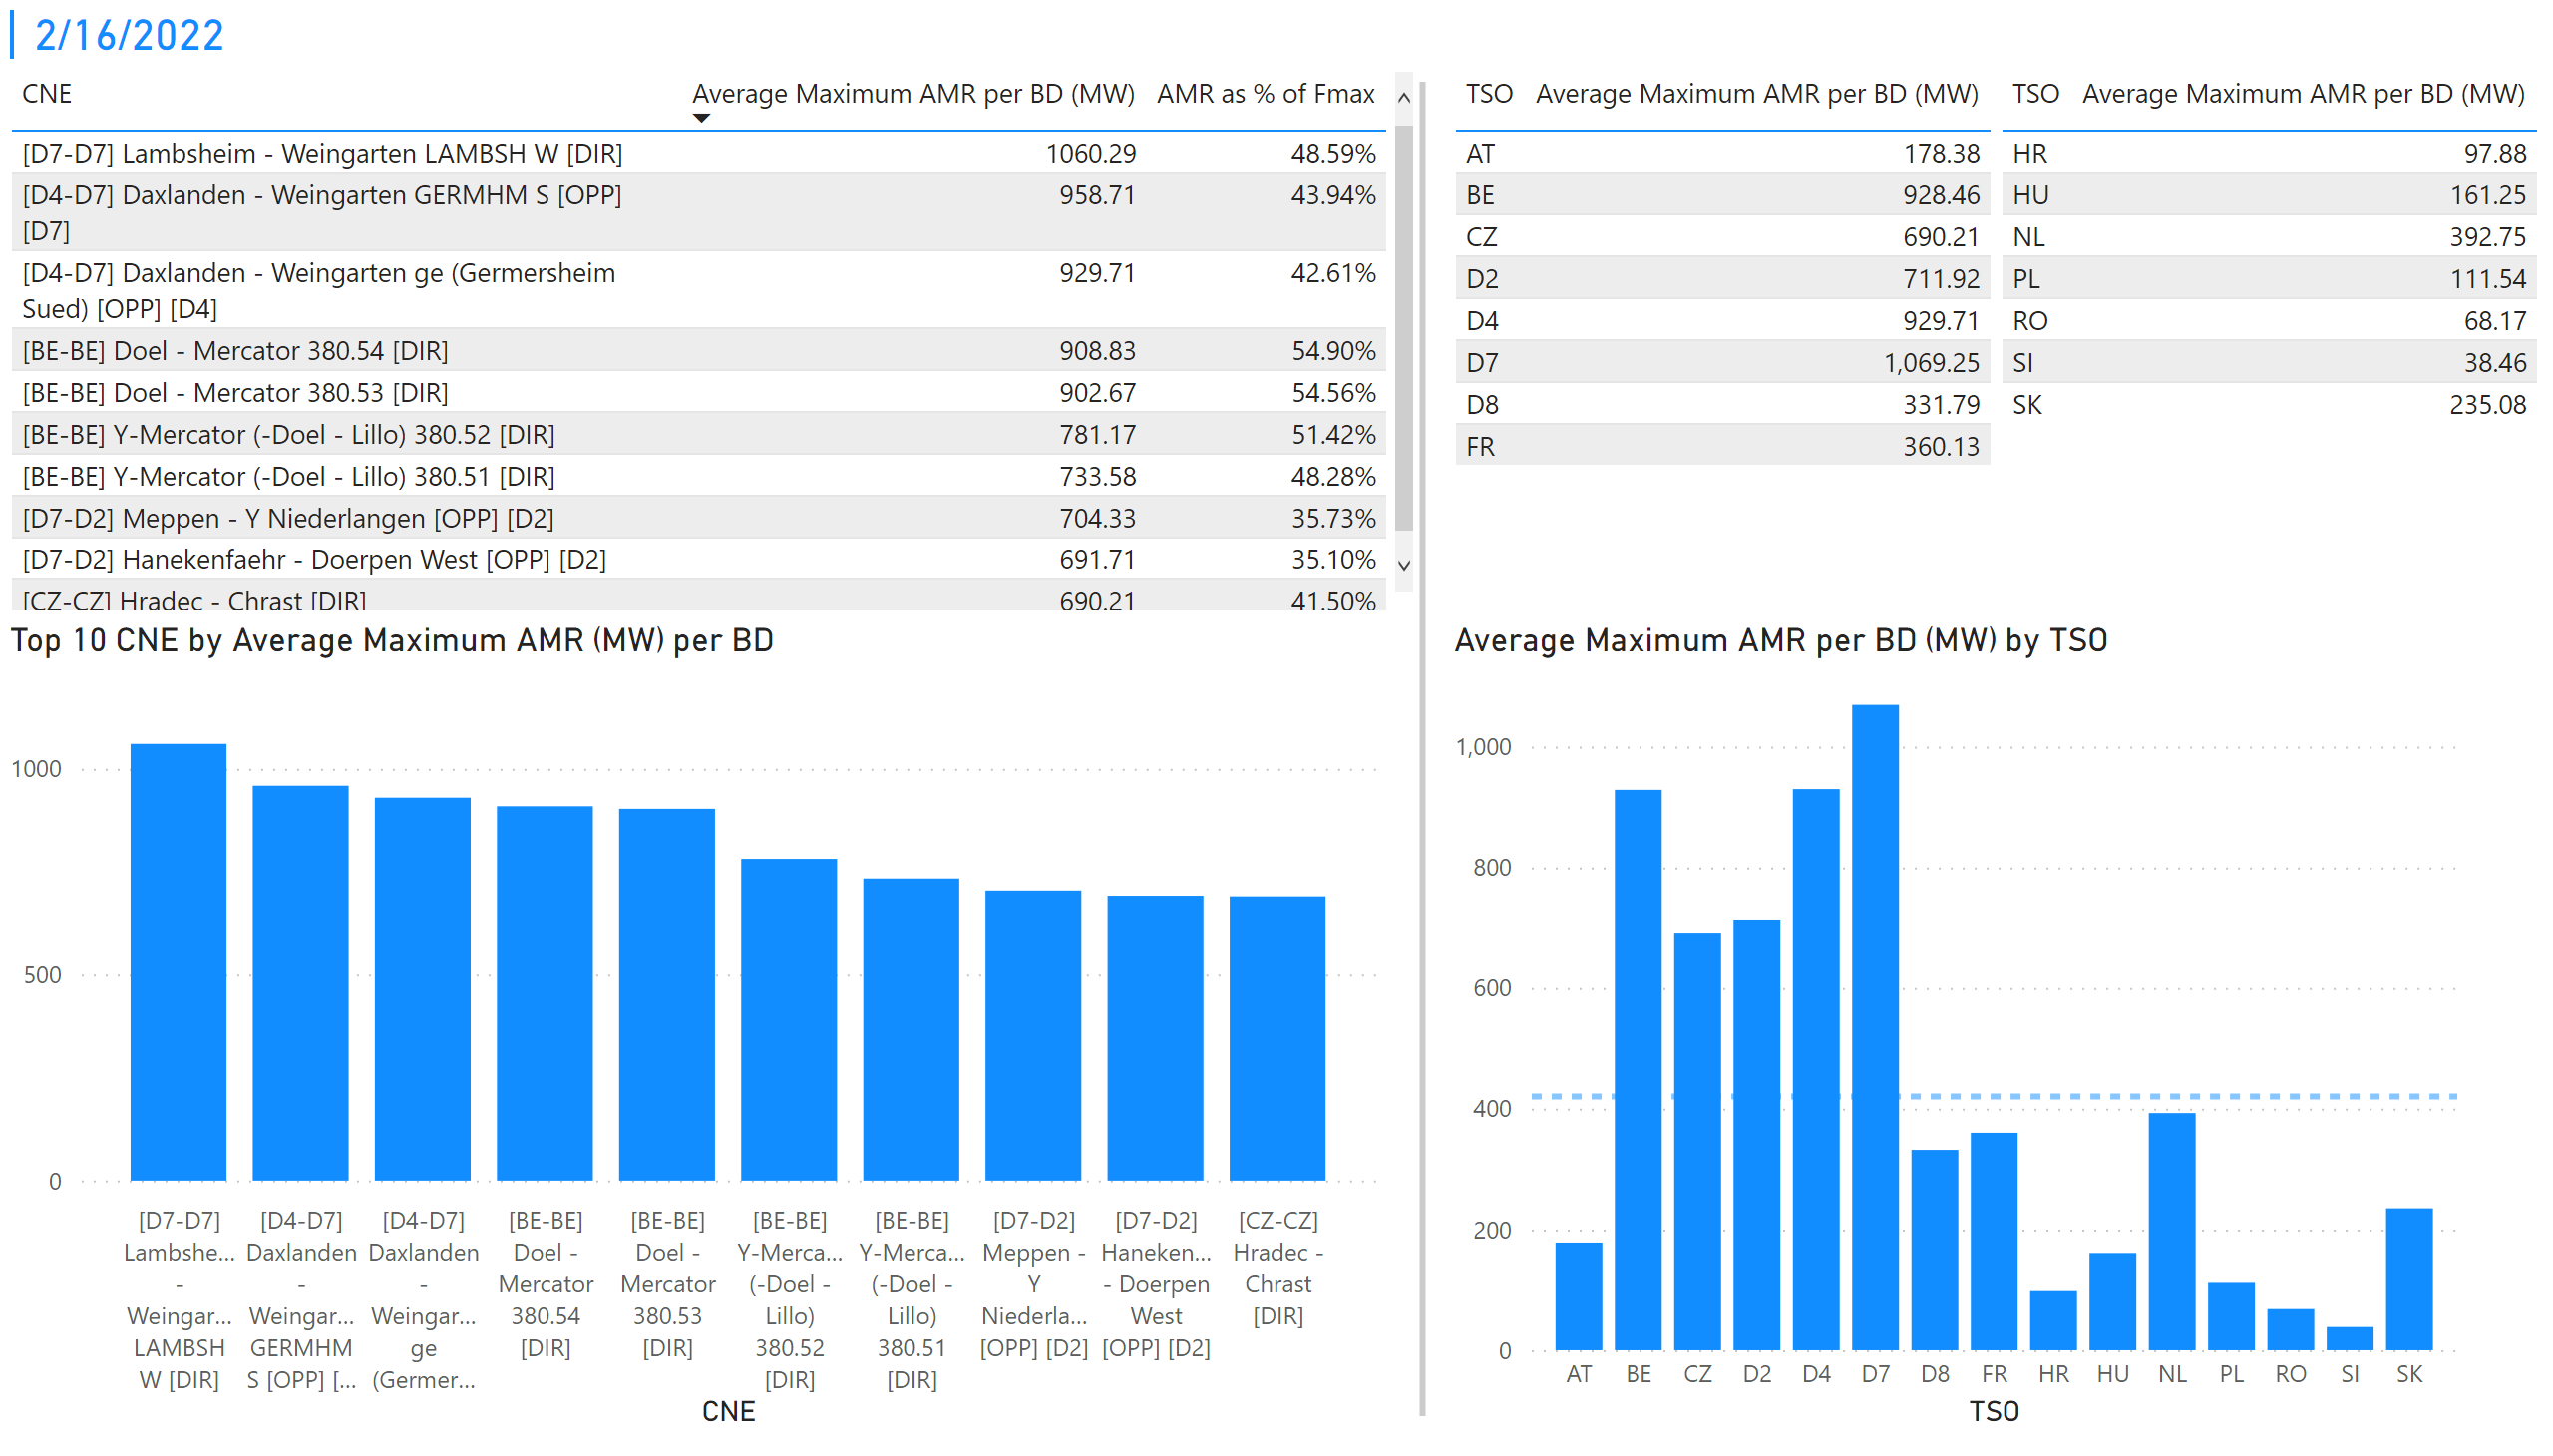 2/16/2022
CNE Average Maximum AMR per BD (MW) AMR as % of Fmax
[D7-D7] Lambsheim - Weingarten LAMBSH W [DIR] 1060.29 48.59%
[D4-D7] Daxlanden - Weingarten GERMHM S [OPP] 958.71 43.94%
[D7]
[D4-D7] Daxlanden - Weingarten ge (Germersheim 929.71 42.61%
Sued) [OPP] [D4]
[BE-BE] Doel - Mercator 380.54 [DIR] 908.83 54.90%
[BE-BE] Doel - Mercator 380.53 [DIR] 902.67 54.56%
[BE-BE] Y-Mercator (-Doel - Lillo) 380.52 [DIR] 781.17 51.42%
[BE-BE] Y-Mercator (-Doel - Lillo) 380.51 [DIR] 733.58 48.28%
[D7-D2] Meppen - Y Niederlangen [OPP] [D2] 704.33 35.73%
[D7-D2] Hanekenfaehr - Doerpen West [OPP] [D2] 691.71 35.10%
[CZ-CZ] Hradec - Chrast [DIR] 690.21 41.50%
TSO Average Maximum AMR per BD (MW)
AT 178.38
BE 928.46
CZ 690.21
D2 711.92
D4 929.71
D7 1,069.25
D8 331.79
FR 360.13
TSO Average Maximum AMR per BD (MW)
HR 97.88
HU 161.25
NL 392.75
PL 111.54
RO 68.17
SI 38.46
SK 235.08
Top 10 CNE by Average Maximum AMR (MW) per BD
1000
500
0
[D7-D7]
Lambshe...
-
Weingar...
LAMBSH
W [DIR]
[D4-D7]
Daxlanden
-
Weingar...
GERMHM
S [OPP] [...
[D4-D7]
Daxlanden
-
Weingar...
ge
(Germer...
[BE-BE]
Doel -
Mercator
380.54
[DIR]
[BE-BE]
Doel -
Mercator
380.53
[DIR]
[BE-BE]
Y-Merca...
(-Doel -
Lillo)
380.52
[DIR]
[BE-BE]
Y-Merca...
(-Doel -
Lillo)
380.51
[DIR]
[D7-D2]
Meppen -
Y
Niederla...
[OPP] [D2]
[D7-D2]
Haneken...
- Doerpen
West
[OPP] [D2]
[CZ-CZ]
Hradec -
Chrast
[DIR]
CNE
Average Maximum AMR per BD (MW) by TSO
1,000
800
600
400
200
0
AT BE CZ D2 D4 D7 D8 FR HR HU NL PL RO SI SK
TSO